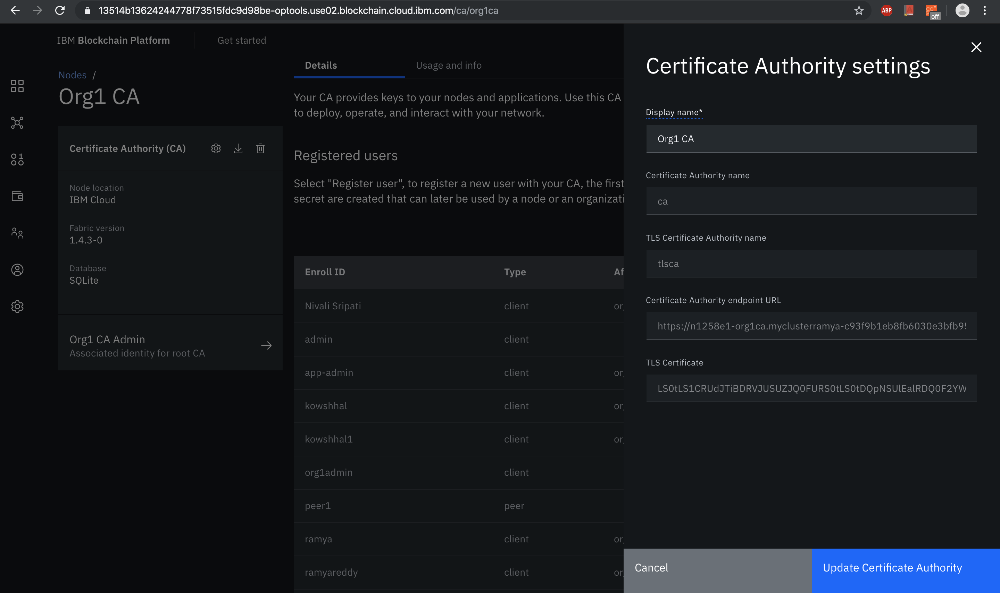 13514b13624244778f73515fdc9d98be-optools.use02.blockchain.cloud.ibm.com/ca/org1ca
ABP
off
IBM Blockchain Platform
Get started
Nodes /
Org1 CA
Certificate Authority (CA)
Node location
IBM Cloud
Fabric version
1.4.3-0
Database
SQLite
Org1 CA Admin
Associated identity for root CA
Details
Usage and info
Your CA provides keys to your nodes and applications. Use this CA
to deploy, operate, and interact with your network.
Registered users
Select "Register user", to register a new user with your CA, the first
secret are created that can later be used by a node or an organizati
Enroll ID Type Af
Nivali Sripati client or
admin client
app-admin client or
kowshhal client or
kowshhal1 client or
org1admin client
peer1 peer
ramya client or
ramyareddy client or
Certificate Authority settings
Display name*
Org1 CA
Certificate Authority name
ca
TLS Certificate Authority name
tlsca
Certificate Authority endpoint URL
https://n1258e1-org1ca.myclusterramya-c93f9b1eb8fb6030e3bfb95
TLS Certificate
LS0tLS1CRUdJTiBDRVJUSUZJQ0FURS0tLS0tDQpNSUlEalRDQ0F2YW
Cancel
Update Certificate Authority